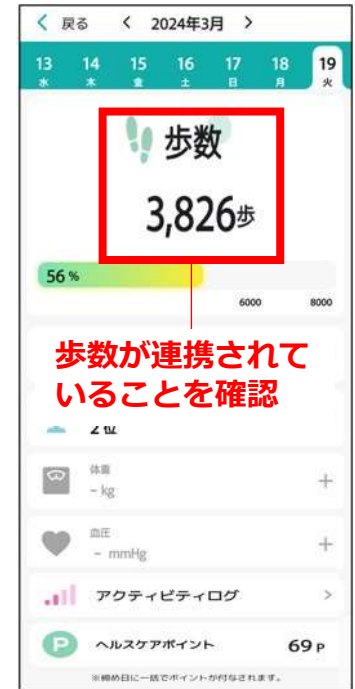 戻る 2024年3月
13 14 15 16 17 18 19
水 木 金 土 日 月 火
歩数
3,826歩
56 %
6000 8000
歩数が連携されて
いることを確認
2位
体重
- kg
血圧
- mmHg
アクティビティログ
P ヘルスケアポイント 69 P
※締め日に一括でポイントが付与されます。